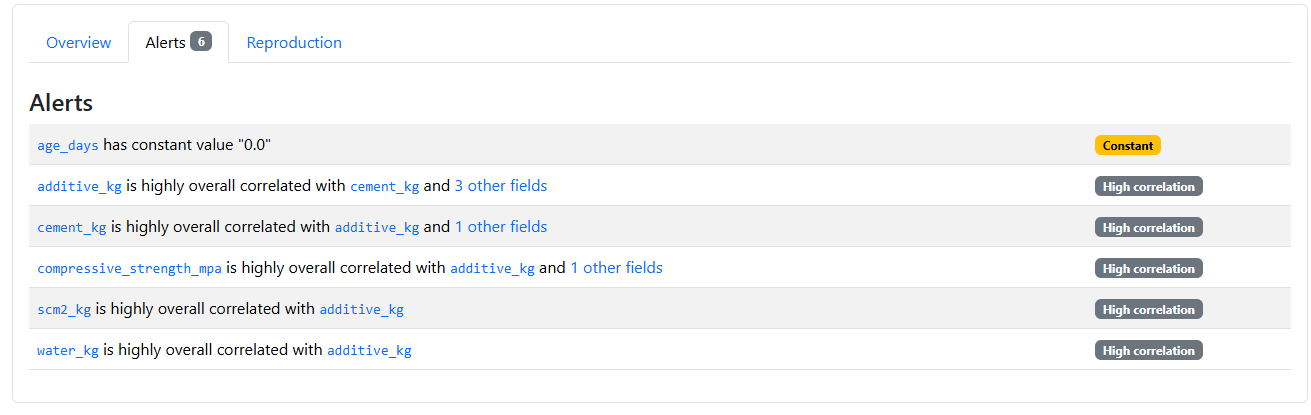 Overview Alerts 6 Reproduction
Alerts
age_days has constant value "0.0" Constant
additive_kg is highly overall correlated with cement_kg and 3 other fields High correlation
cement_kg is highly overall correlated with additive_kg and 1 other fields High correlation
compressive_strength_mpa is highly overall correlated with additive_kg and 1 other fields High correlation
scm2_kg is highly overall correlated with additive_kg High correlation
water_kg is highly overall correlated with additive_kg High correlation